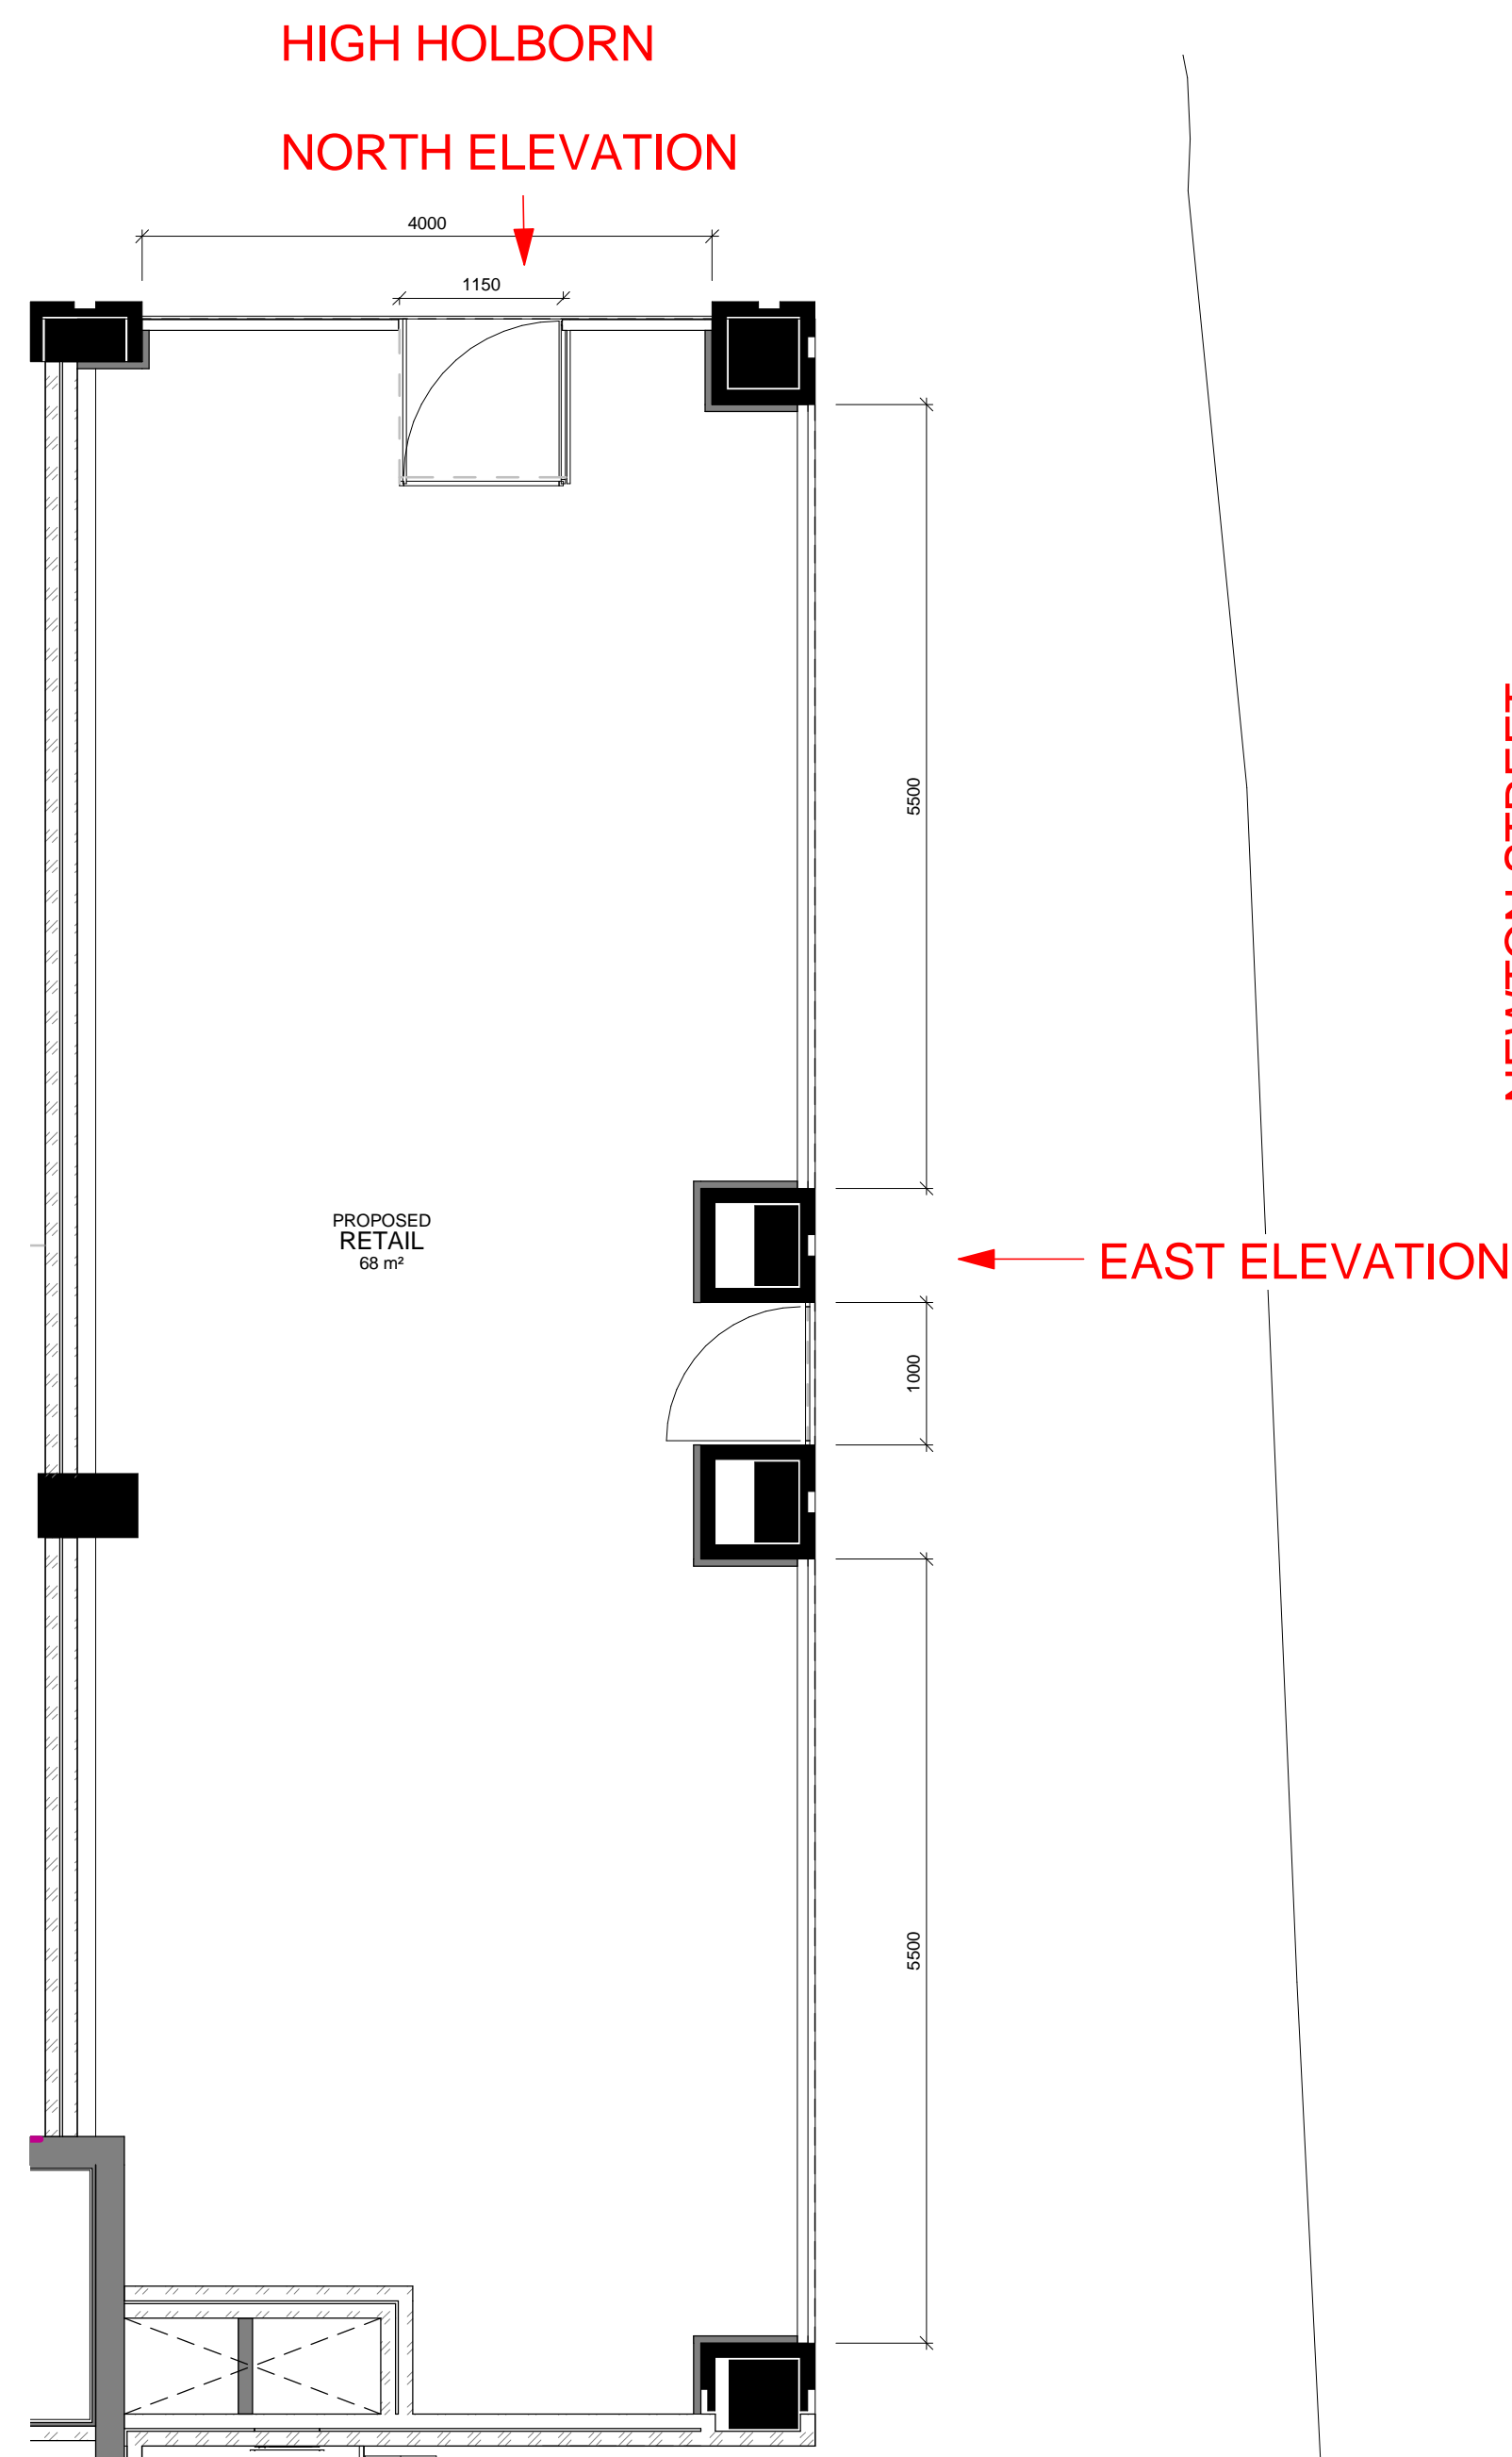 HIGH HOLBORN
NORTH ELEVATION
4000
1150
5500
PROPOSED
RETAIL
68 m²
EAST ELEVATION
1000
5500